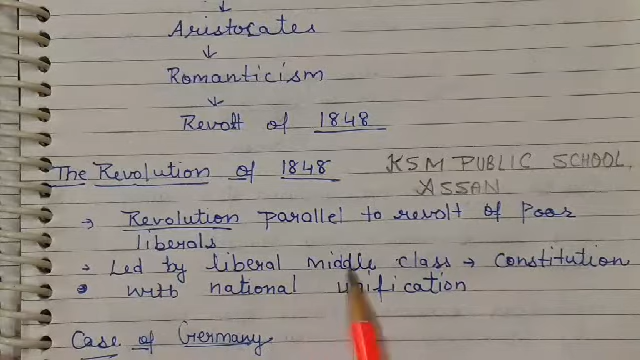 ↓
Aristocrates
↓
Romanticism
↓
Revolt of 1848
The Revolution of 1848
KSM PUBLIC SCHOOL,
ASSAN
→ Revolution parallel to revolt of Poor
liberals
→ Led by liberal middle class → Constitution
• with national unification
Case of Germany